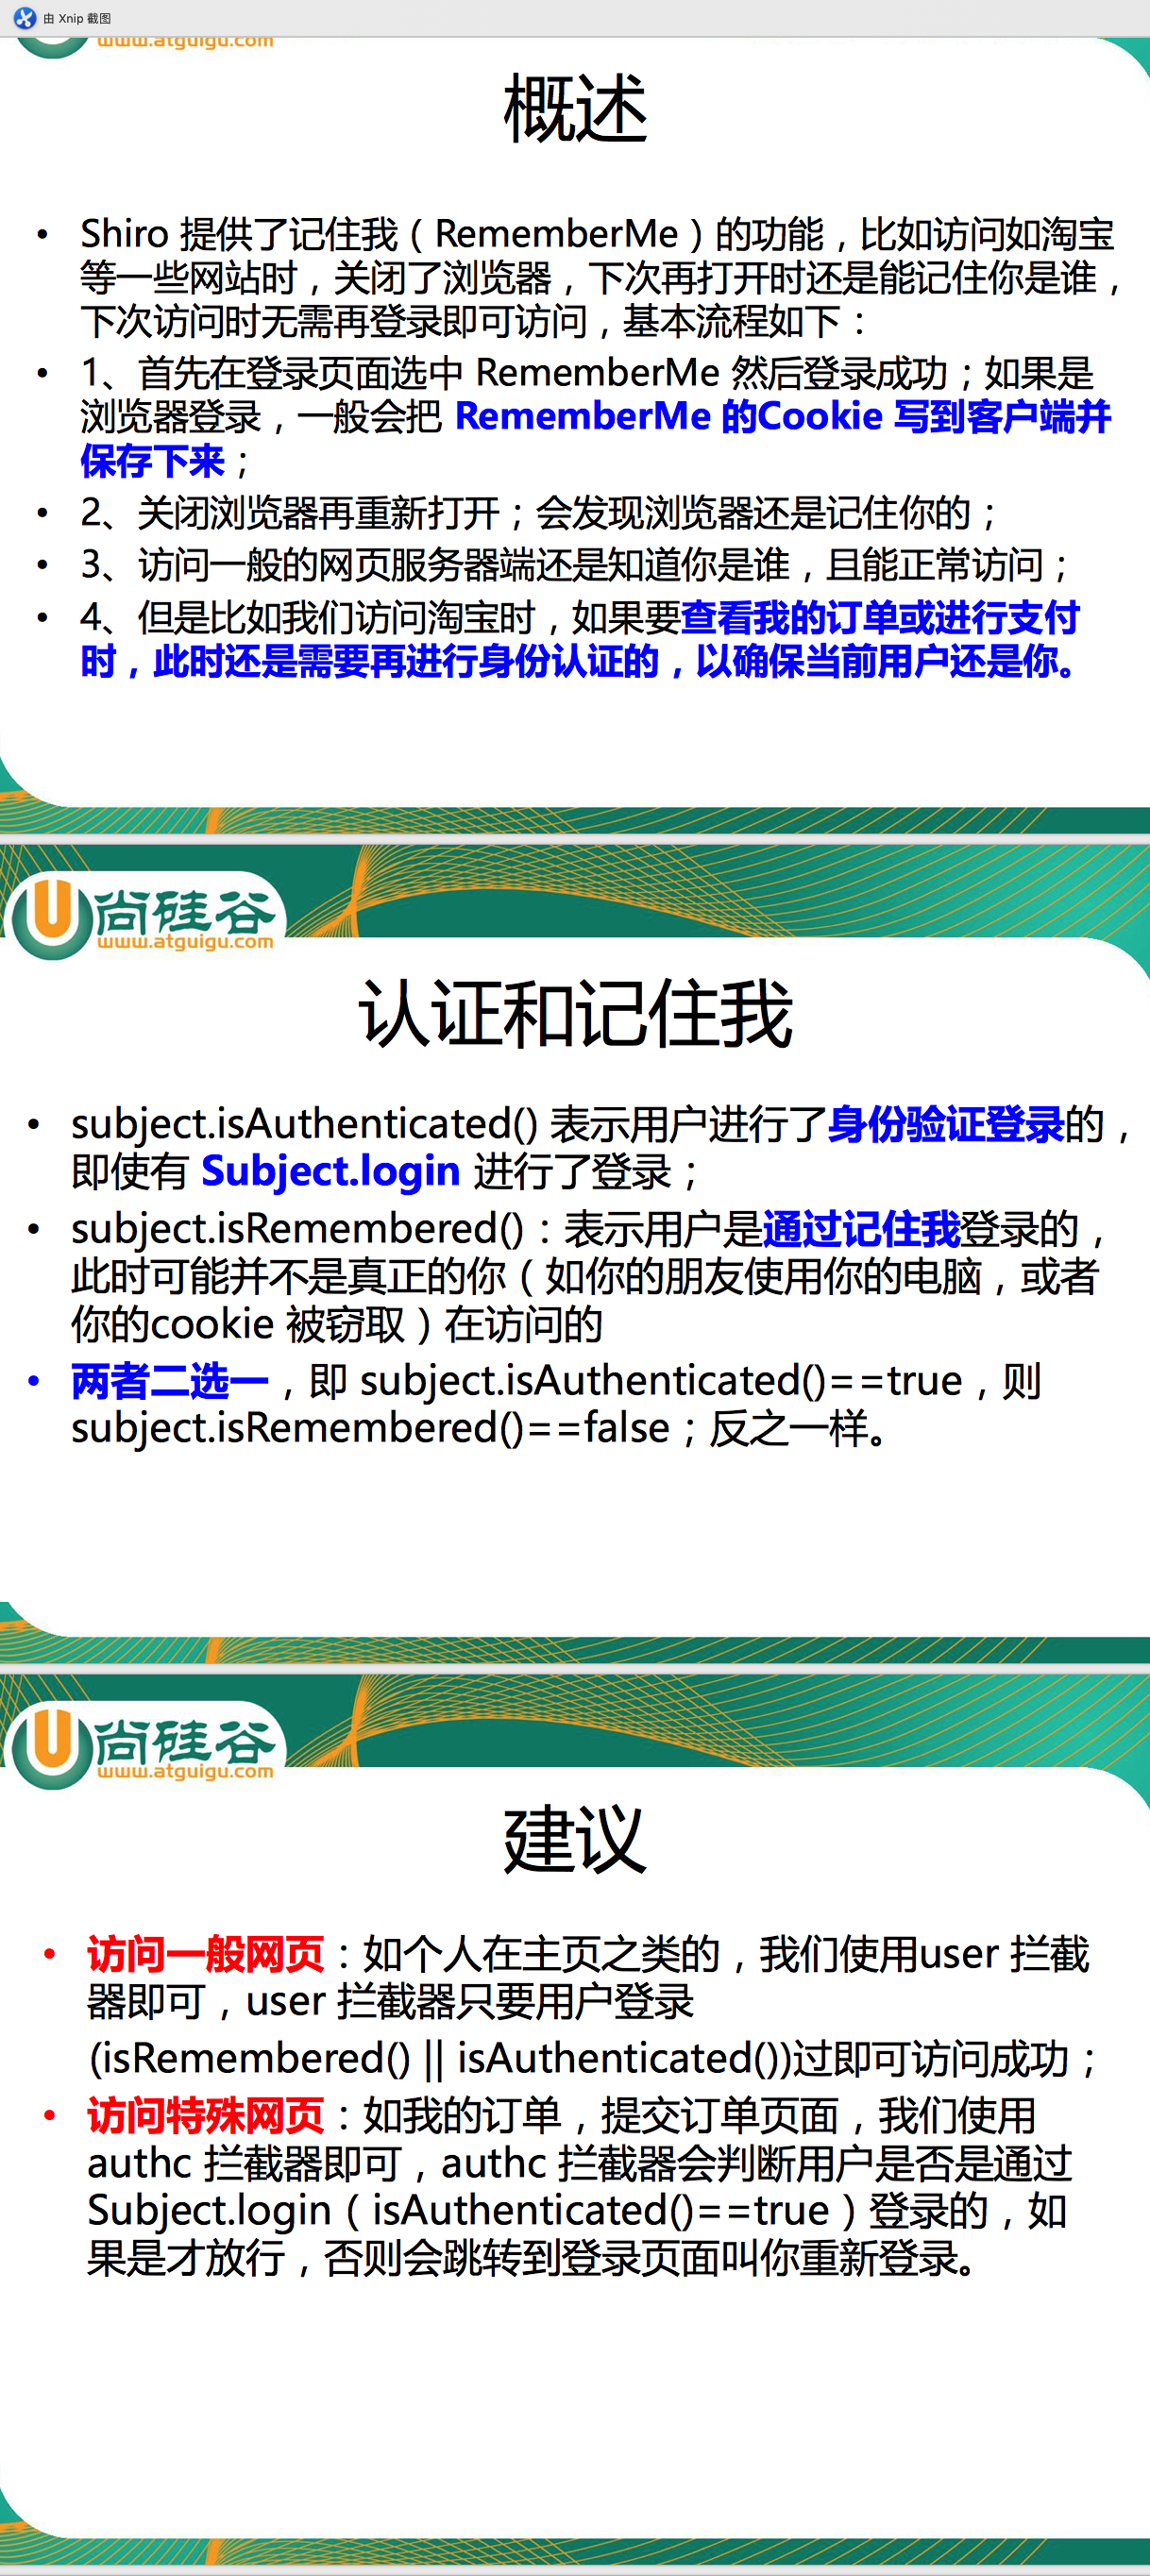 由 Xnip 截图
www.atguigu.com
概述
• Shiro 提供了记住我（RememberMe）的功能，比如访问如淘宝
等一些网站时，关闭了浏览器，下次再打开时还是能记住你是谁，
下次访问时无需再登录即可访问，基本流程如下：
• 1、首先在登录页面选中 RememberMe 然后登录成功；如果是
浏览器登录，一般会把 RememberMe 的Cookie 写到客户端并
保存下来；
• 2、关闭浏览器再重新打开；会发现浏览器还是记住你的；
• 3、访问一般的网页服务器端还是知道你是谁，且能正常访问；
• 4、但是比如我们访问淘宝时，如果要查看我的订单或进行支付
时，此时还是需要再进行身份认证的，以确保当前用户还是你。
尚硅谷
www.atguigu.com
认证和记住我
• subject.isAuthenticated() 表示用户进行了身份验证登录的，
即使有 Subject.login 进行了登录；
• subject.isRemembered()：表示用户是通过记住我登录的，
此时可能并不是真正的你（如你的朋友使用你的电脑，或者
你的cookie 被窃取）在访问的
• 两者二选一，即 subject.isAuthenticated()==true，则
subject.isRemembered()==false；反之一样。
尚硅谷
www.atguigu.com
建议
• 访问一般网页：如个人在主页之类的，我们使用user 拦截
器即可，user 拦截器只要用户登录
(isRemembered() || isAuthenticated())过即可访问成功；
• 访问特殊网页：如我的订单，提交订单页面，我们使用
authc 拦截器即可，authc 拦截器会判断用户是否是通过
Subject.login（isAuthenticated()==true）登录的，如
果是才放行，否则会跳转到登录页面叫你重新登录。